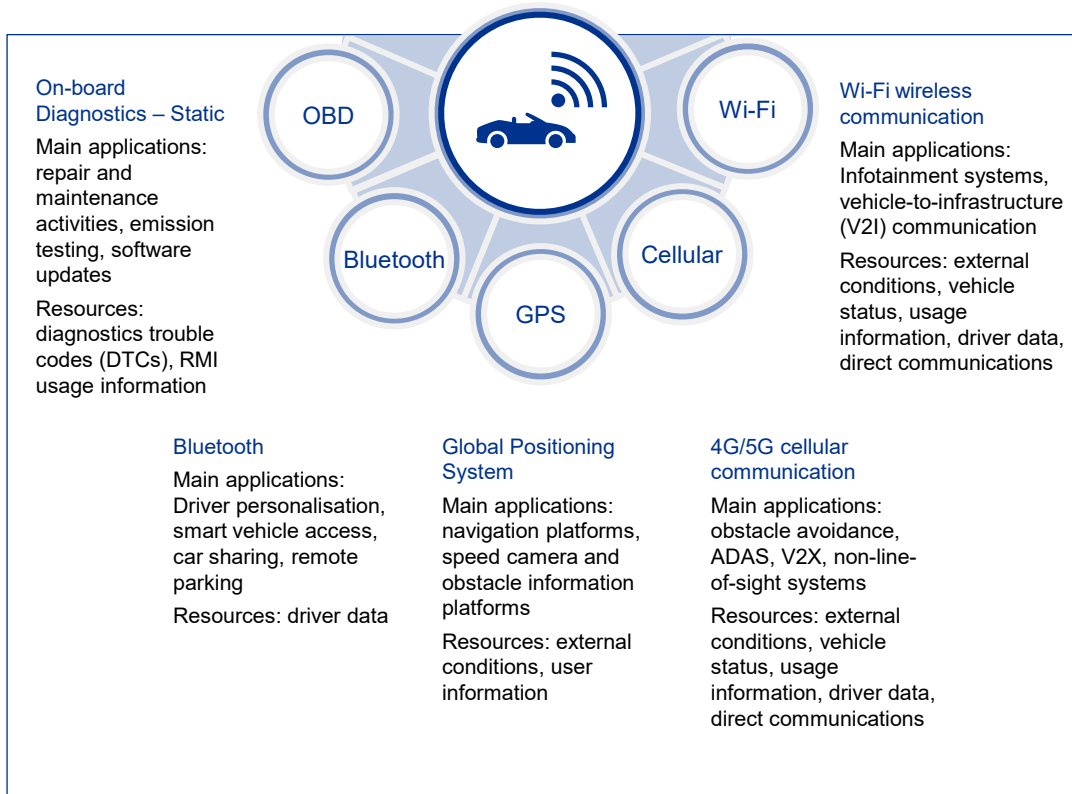 OBD
Bluetooth
GPS
Cellular
Wi-Fi
On-board
Diagnostics – Static
Main applications:
repair and
maintenance
activities, emission
testing, software
updates
Resources:
diagnostics trouble
codes (DTCs), RMI
usage information
Wi-Fi wireless
communication
Main applications:
Infotainment systems,
vehicle-to-infrastructure
(V2I) communication
Resources: external
conditions, vehicle
status, usage
information, driver data,
direct communications
Bluetooth
Main applications:
Driver personalisation,
smart vehicle access,
car sharing, remote
parking
Resources: driver data
Global Positioning
System
Main applications:
navigation platforms,
speed camera and
obstacle information
platforms
Resources: external
conditions, user
information
4G/5G cellular
communication
Main applications:
obstacle avoidance,
ADAS, V2X, non-line-
of-sight systems
Resources: external
conditions, vehicle
status, usage
information, driver data,
direct communications